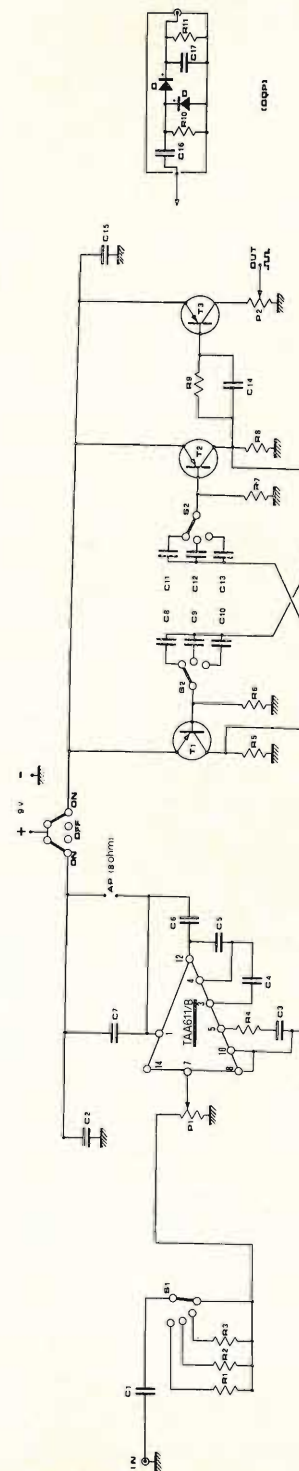 IN
C1
S1
R1
R2
R3
P1
C2
C7
14
1
7
TAA611/B
8
10
5
3
4
12
R4
C3
C4
C5
C6
AP (8ohm)
+ 9v -
ON
OFF
ON
T1
R5
R6
S2
C8
C9
C10
C11
C12
C13
S2
R7
T2
R8
R9
C14
T3
C15
OUT
P2
C16
R10
D
D
C17
R11